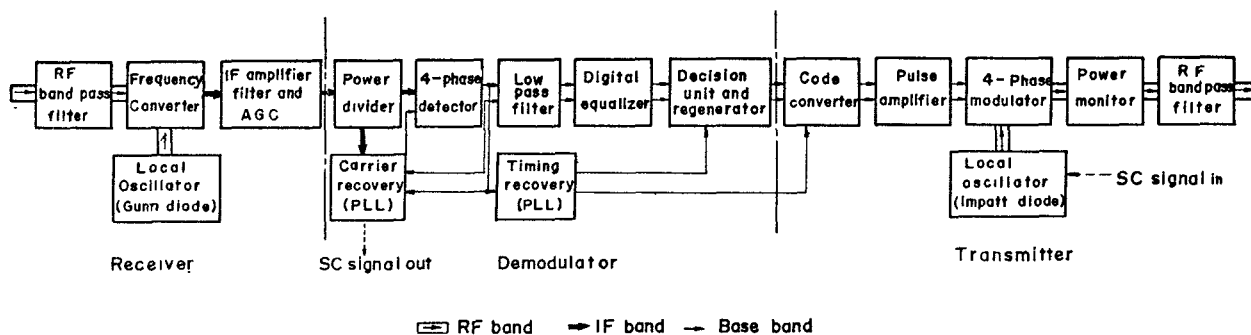 RF
band pass
filter
Frequency
Converter
IF amplifier
filter and
AGC
Power
divider
4-phase
detector
Low
pass
filter
Digital
equalizer
Decision
unit and
regenerator
Code
converter
Pulse
amplifier
4-Phase
modulator
Power
monitor
RF
band pass
filter
Local
Oscillator
(Gunn diode)
Carrier
recovery
(PLL)
Timing
recovery
(PLL)
Local
oscillator
(Impatt diode)
SC signal in
Receiver
SC signal out
Demodulator
Transmitter
RF band
IF band
Base band